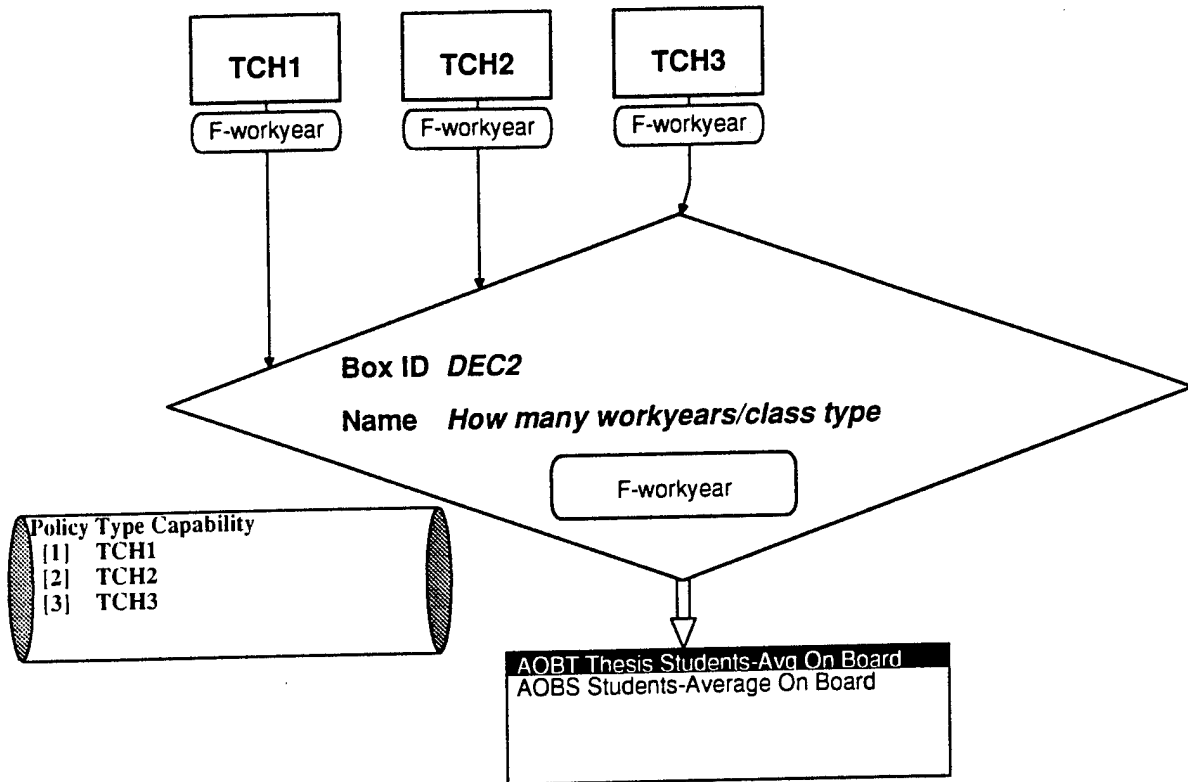 TCH1
TCH2
TCH3
F-workyear
F-workyear
F-workyear
Box ID DEC2
Name How many workyears/class type
F-workyear
Policy Type Capability
[1] TCH1
[2] TCH2
[3] TCH3
AOBT Thesis Students-Avg On Board
AOBS Students-Average On Board